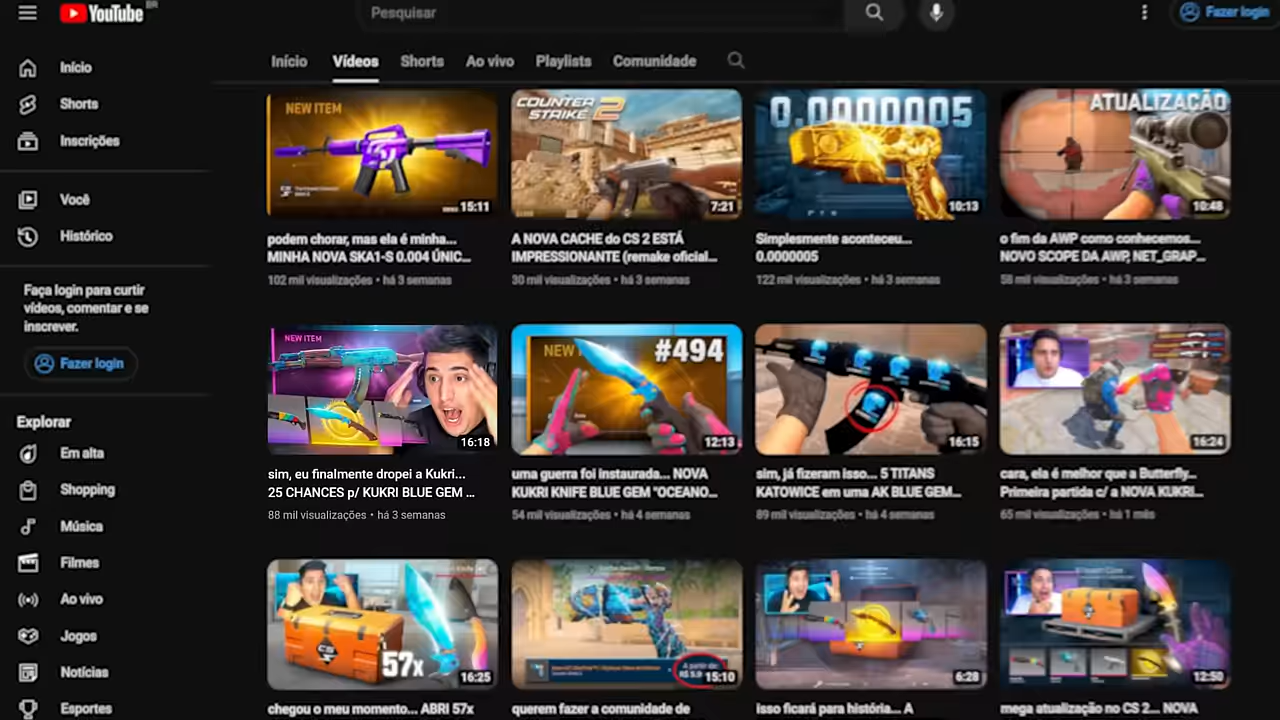 YouTube BR
Pesquisar
Fazer login
Início
Shorts
Inscrições
Você
Histórico
Faça login para curtir
vídeos, comentar e se
inscrever.
Fazer login
Explorar
Em alta
Shopping
Música
Filmes
Ao vivo
Jogos
Notícias
Esportes
Início Vídeos Shorts Ao vivo Playlists Comunidade
NEW ITEM
15:11
podem chorar, mas ela é minha...
MINHA NOVA SKA1-S 0.004 ÚNIC...
102 mil visualizações • há 3 semanas
COUNTER
STRIKE 2
7:21
A NOVA CACHE do CS 2 ESTÁ
IMPRESSIONANTE (remake oficial...
30 mil visualizações • há 3 semanas
0.0000005
10:13
Simplesmente aconteceu...
0.0000005
122 mil visualizações • há 3 semanas
ATUALIZAÇÃO
10:48
o fim da AWP como conhecemos...
NOVO SCOPE DA AWP, NET_GRAP...
58 mil visualizações • há 3 semanas
NEW ITEM
16:18
sim, eu finalmente dropei a Kukri...
25 CHANCES p/ KUKRI BLUE GEM ...
88 mil visualizações • há 3 semanas
#494
12:13
uma guerra foi instaurada... NOVA
KUKRI KNIFE BLUE GEM "OCEANO...
54 mil visualizações • há 4 semanas
16:15
sim, já fizeram isso... 5 TITANS
KATOWICE em uma AK BLUE GEM...
89 mil visualizações • há 4 semanas
16:24
cara, ela é melhor que a Butterfly...
Primeira partida c/ a NOVA KUKRI...
65 mil visualizações • há 1 mês
CS
57x
16:25
chegou o meu momento... ABRI 57x
A partir de:
15:10
querem fazer a comunidade de
6:28
isso ficará para história... A
12:50
mega atualização no CS 2... NOVA